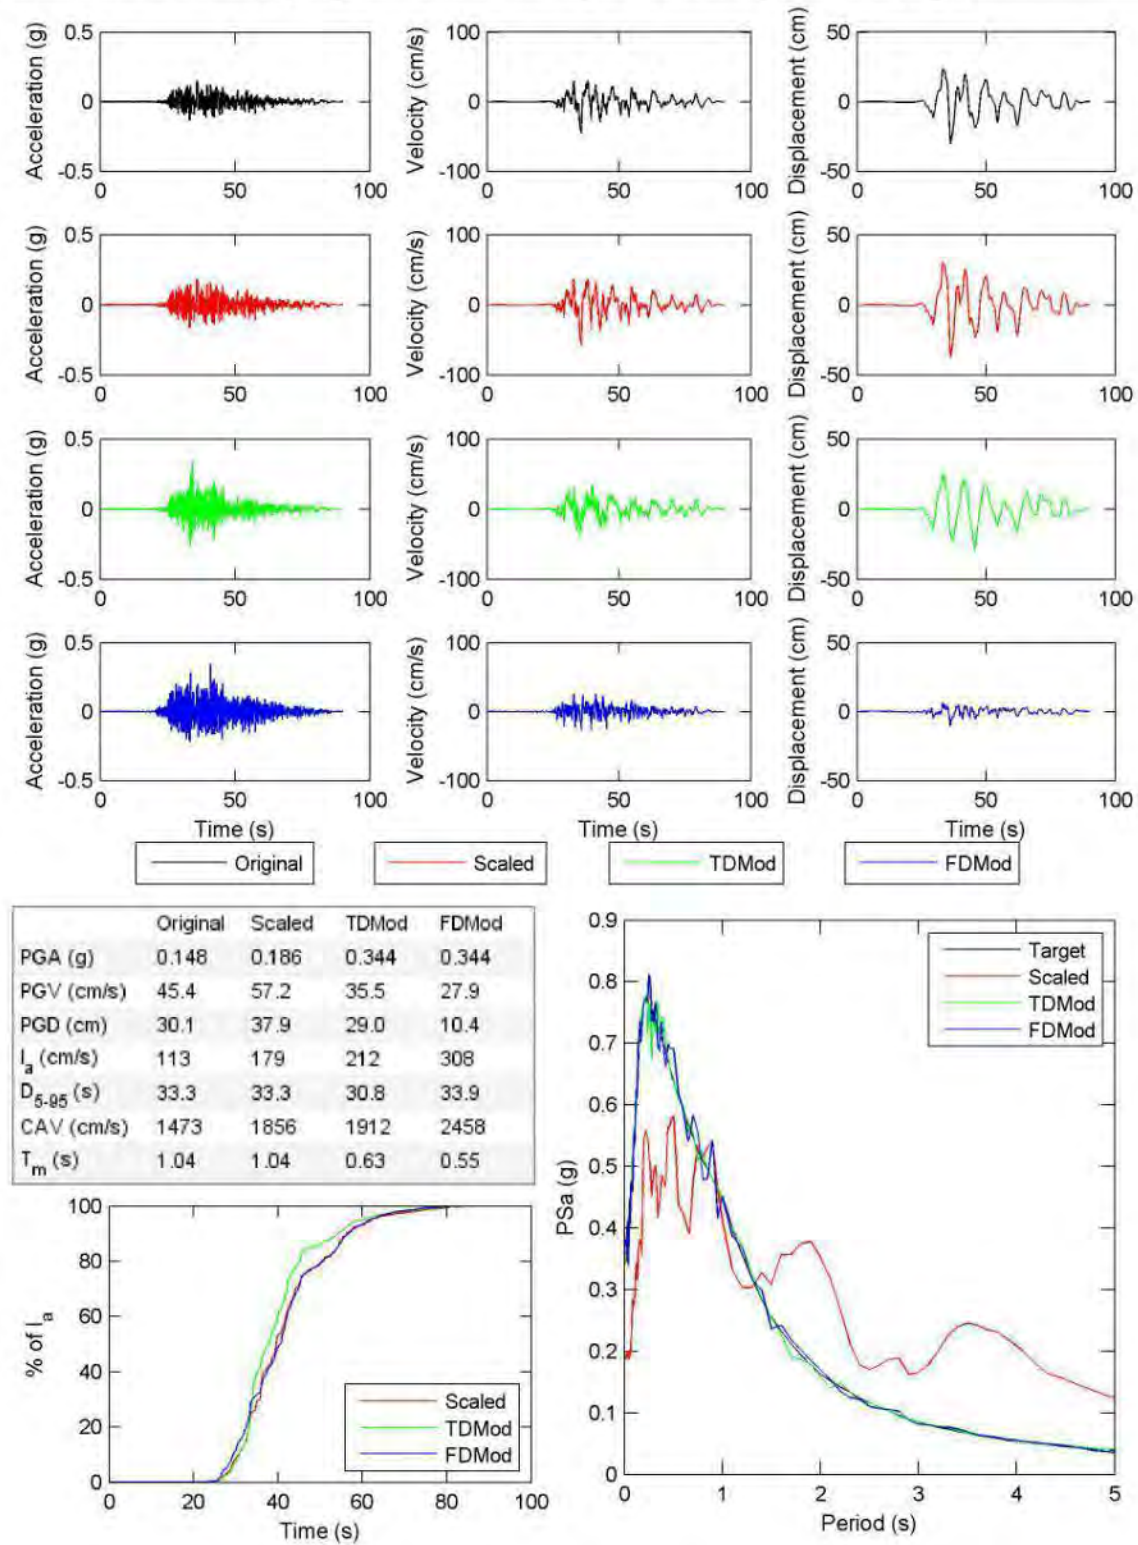 Acceleration (g)
0.5
0
-0.5
0 50 100
Velocity (cm/s)
100
0
-100
0 50 100
Displacement (cm)
50
0
-50
0 50 100
Acceleration (g)
0.5
0
-0.5
0 50 100
Velocity (cm/s)
100
0
-100
0 50 100
Displacement (cm)
50
0
-50
0 50 100
Acceleration (g)
0.5
0
-0.5
0 50 100
Velocity (cm/s)
100
0
-100
0 50 100
Displacement (cm)
50
0
-50
0 50 100
Acceleration (g)
0.5
0
-0.5
0 50 100
Time (s)
Velocity (cm/s)
100
0
-100
0 50 100
Time (s)
Displacement (cm)
50
0
-50
0 50 100
Time (s)
Original
Scaled
TDMod
FDMod
Original Scaled TDMod FDMod
PGA (g) 0.148 0.186 0.344 0.344
PGV (cm/s) 45.4 57.2 35.5 27.9
PGD (cm) 30.1 37.9 29.0 10.4
I_a (cm/s) 113 179 212 308
D_5-95 (s) 33.3 33.3 30.8 33.9
CAV (cm/s) 1473 1856 1912 2458
T_m (s) 1.04 1.04 0.63 0.55
% of I_a
100
80
60
40
20
0
0 20 40 60 80 100
Time (s)
Scaled
TDMod
FDMod
PSa (g)
0.9
0.8
0.7
0.6
0.5
0.4
0.3
0.2
0.1
0
0 1 2 3 4 5
Period (s)
Target
Scaled
TDMod
FDMod